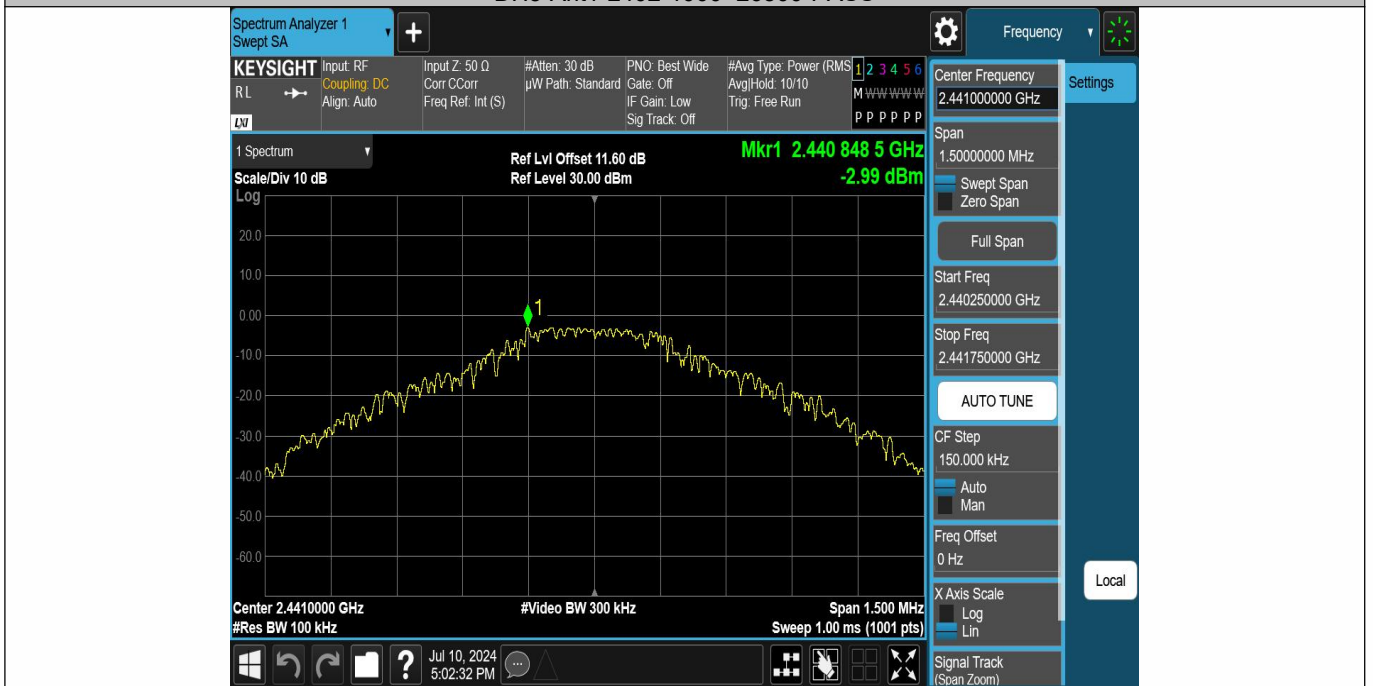 Spectrum Analyzer 1
Swept SA
Frequency
KEYSIGHT
RL
LXI
Input: RF
Coupling: DC
Align: Auto
Input Z: 50 Ω
Corr CCorr
Freq Ref: Int (S)
#Atten: 30 dB
µW Path: Standard
PNO: Best Wide
Gate: Off
IF Gain: Low
Sig Track: Off
#Avg Type: Power (RMS
Avg|Hold: 10/10
Trig: Free Run
1 2 3 4 5 6
M W W W W W
P P P P P P
1 Spectrum
Scale/Div 10 dB
Log
Ref Lvl Offset 11.60 dB
Ref Level 30.00 dBm
Mkr1 2.440 848 5 GHz
-2.99 dBm
20.0
10.0
0.00
1
-10.0
-20.0
-30.0
-40.0
-50.0
-60.0
Center 2.4410000 GHz
#Res BW 100 kHz
#Video BW 300 kHz
Span 1.500 MHz
Sweep 1.00 ms (1001 pts)
Jul 10, 2024
5:02:32 PM
Center Frequency
2.441000000 GHz
Settings
Span
1.50000000 MHz
Swept Span
Zero Span
Full Span
Start Freq
2.440250000 GHz
Stop Freq
2.441750000 GHz
AUTO TUNE
CF Step
150.000 kHz
Auto
Man
Freq Offset
0 Hz
Local
X Axis Scale
Log
Lin
Signal Track
(Span Zoom)